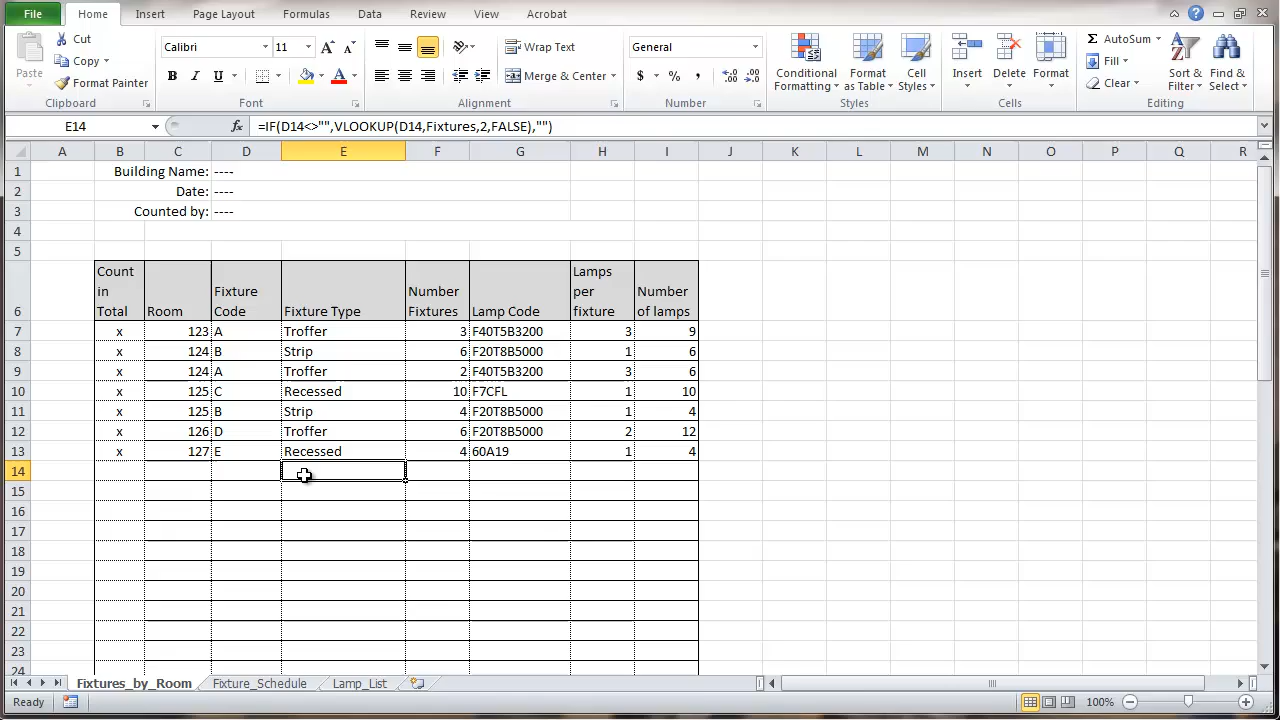 File Home Insert Page Layout Formulas Data Review View Acrobat
Paste Cut Calibri 11 Wrap Text General Conditional Formatting Format as Table Cell Styles Insert Delete Format AutoSum Sort & Filter Find & Select
Copy Fill
Format Painter B I U A Merge & Center $ % , Clear
Clipboard Font Alignment Number Styles Cells Editing
E14 fx =IF(D14<>"",VLOOKUP(D14,Fixtures,2,FALSE),"")
A B C D E F G H I J K L M N O P Q R
1 Building Name: ----
2 Date: ----
3 Counted by: ----
4
5
6 Count in Total Room Fixture Code Fixture Type Number Fixtures Lamp Code Lamps per fixture Number of lamps
7 x 123 A Troffer 3 F40T5B3200 3 9
8 x 124 B Strip 6 F20T8B5000 1 6
9 x 124 A Troffer 2 F40T5B3200 3 6
10 x 125 C Recessed 10 F7CFL 1 10
11 x 125 B Strip 4 F20T8B5000 1 4
12 x 126 D Troffer 6 F20T8B5000 2 12
13 x 127 E Recessed 4 60A19 1 4
14
15
16
17
18
19
20
21
22
23
24
Fixtures_by_Room Fixture_Schedule Lamp_List
Ready 100%